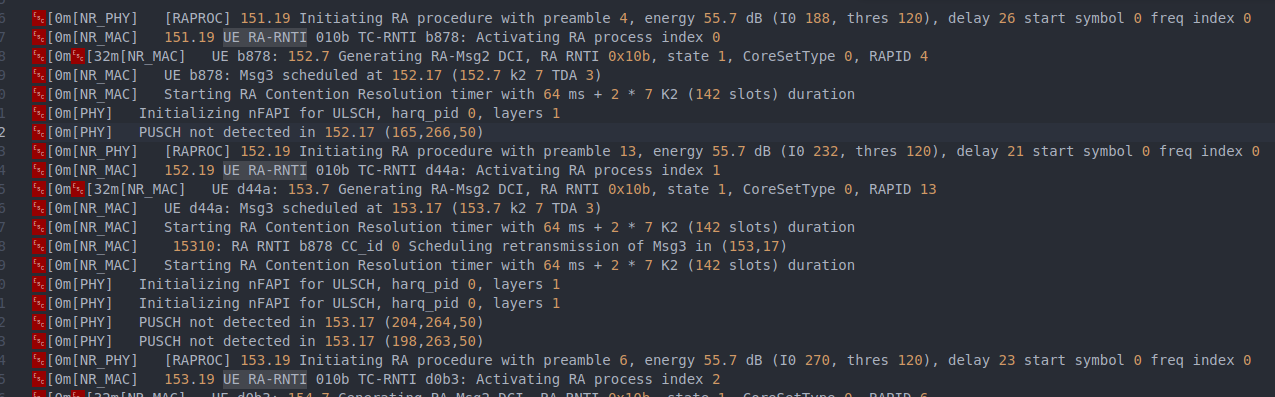 [0m[NR_PHY] [RAPROC] 151.19 Initiating RA procedure with preamble 4, energy 55.7 dB (I0 188, thres 120), delay 26 start symbol 0 freq index 0
[0m[NR_MAC] 151.19 UE RA-RNTI 010b TC-RNTI b878: Activating RA process index 0
[0m[32m[NR_MAC] UE b878: 152.7 Generating RA-Msg2 DCI, RA RNTI 0x10b, state 1, CoreSetType 0, RAPID 4
[0m[NR_MAC] UE b878: Msg3 scheduled at 152.17 (152.7 k2 7 TDA 3)
[0m[NR_MAC] Starting RA Contention Resolution timer with 64 ms + 2 * 7 K2 (142 slots) duration
[0m[PHY] Initializing nFAPI for ULSCH, harq_pid 0, layers 1
[0m[PHY] PUSCH not detected in 152.17 (165,266,50)
[0m[NR_PHY] [RAPROC] 152.19 Initiating RA procedure with preamble 13, energy 55.7 dB (I0 232, thres 120), delay 21 start symbol 0 freq index 0
[0m[NR_MAC] 152.19 UE RA-RNTI 010b TC-RNTI d44a: Activating RA process index 1
[0m[32m[NR_MAC] UE d44a: 153.7 Generating RA-Msg2 DCI, RA RNTI 0x10b, state 1, CoreSetType 0, RAPID 13
[0m[NR_MAC] UE d44a: Msg3 scheduled at 153.17 (153.7 k2 7 TDA 3)
[0m[NR_MAC] Starting RA Contention Resolution timer with 64 ms + 2 * 7 K2 (142 slots) duration
[0m[NR_MAC] 15310: RA RNTI b878 CC_id 0 Scheduling retransmission of Msg3 in (153,17)
[0m[NR_MAC] Starting RA Contention Resolution timer with 64 ms + 2 * 7 K2 (142 slots) duration
[0m[PHY] Initializing nFAPI for ULSCH, harq_pid 0, layers 1
[0m[PHY] Initializing nFAPI for ULSCH, harq_pid 0, layers 1
[0m[PHY] PUSCH not detected in 153.17 (204,264,50)
[0m[PHY] PUSCH not detected in 153.17 (198,263,50)
[0m[NR_PHY] [RAPROC] 153.19 Initiating RA procedure with preamble 6, energy 55.7 dB (I0 270, thres 120), delay 23 start symbol 0 freq index 0
[0m[NR_MAC] 153.19 UE RA-RNTI 010b TC-RNTI d0b3: Activating RA process index 2
[0m[32m[NR_MAC] UE d0b3: 154.7 Generating RA-Msg2 DCI, RA RNTI 0x10b, state 1, CoreSetType 0, RAPID 6